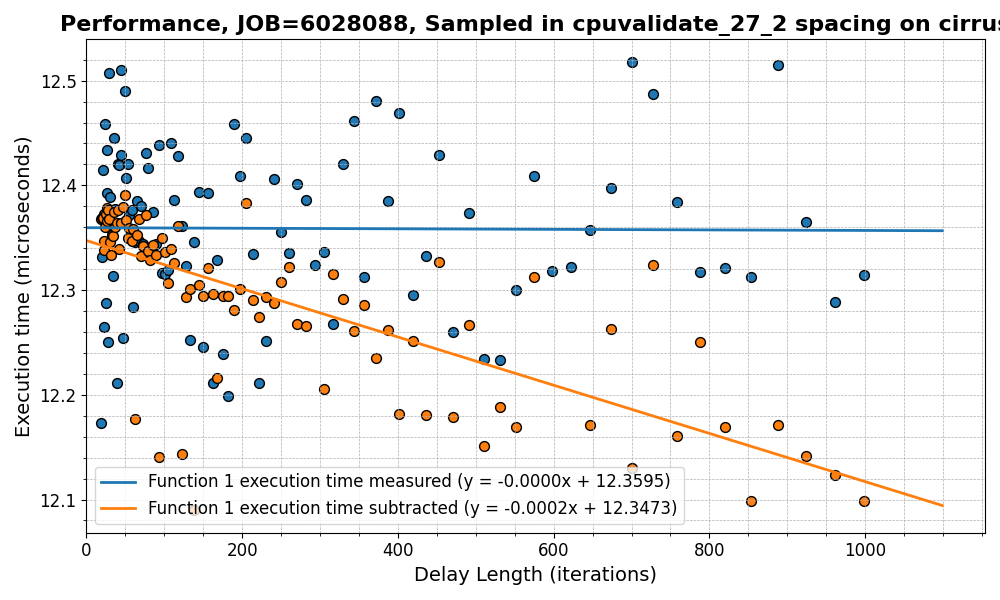 Performance, JOB=6028088, Sampled in cpuvalidate_27_2 spacing on cirrus
Execution time (microseconds)
12.5
12.4
12.3
12.2
12.1
Function 1 execution time measured (y = -0.0000x + 12.3595)
Function 1 execution time subtracted (y = -0.0002x + 12.3473)
0 200 400 600 800 1000
Delay Length (iterations)